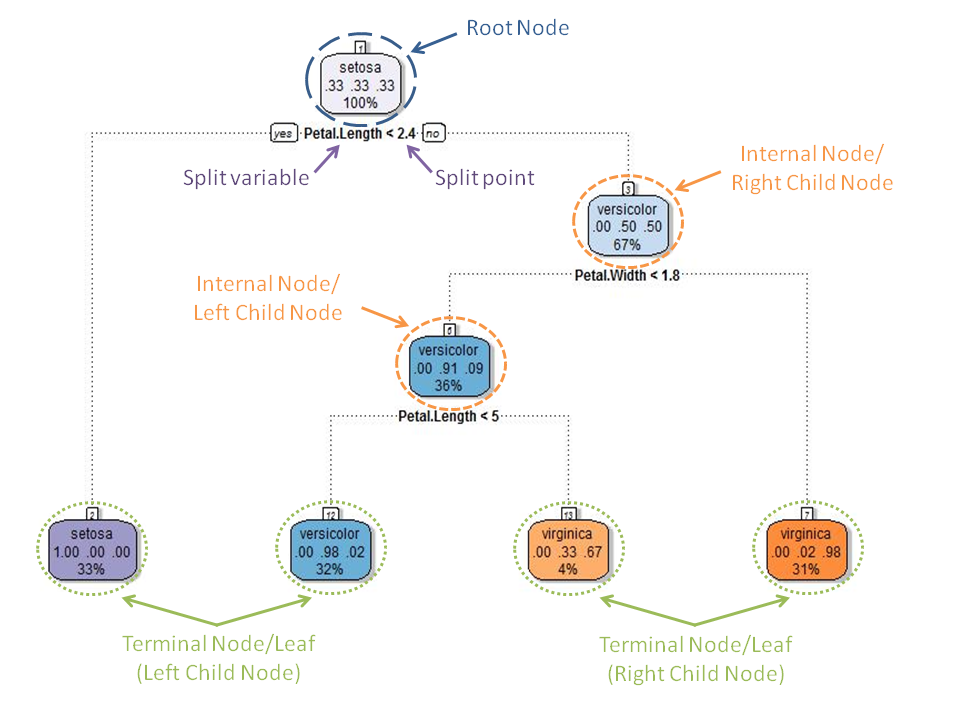 Root Node
1
setosa
.33 .33 .33
100%
yes Petal.Length < 2.4 no
Split variable
Split point
Internal Node/
Right Child Node
3
versicolor
.00 .50 .50
67%
Petal.Width < 1.8
Internal Node/
Left Child Node
6
versicolor
.00 .91 .09
36%
Petal.Length < 5
2
setosa
1.00 .00 .00
33%
12
versicolor
.00 .98 .02
32%
13
virginica
.00 .33 .67
4%
7
virginica
.00 .02 .98
31%
Terminal Node/Leaf
(Left Child Node)
Terminal Node/Leaf
(Right Child Node)